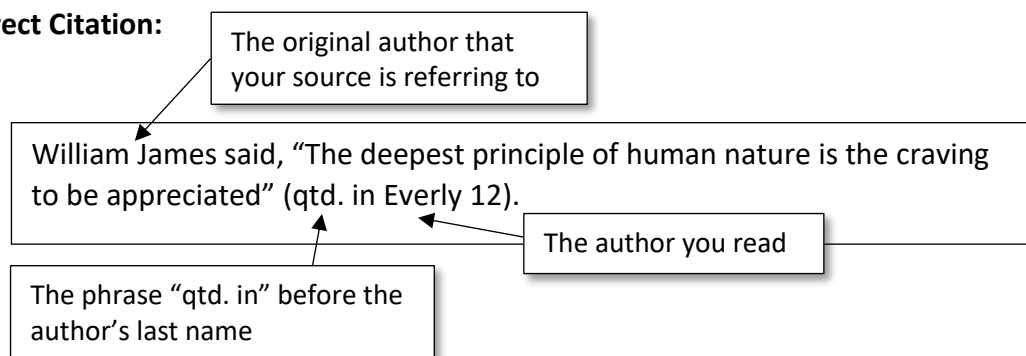 rect Citation:
The original author that
your source is referring to
William James said, “The deepest principle of human nature is the craving
to be appreciated” (qtd. in Everly 12).
The author you read
The phrase “qtd. in” before the
author’s last name